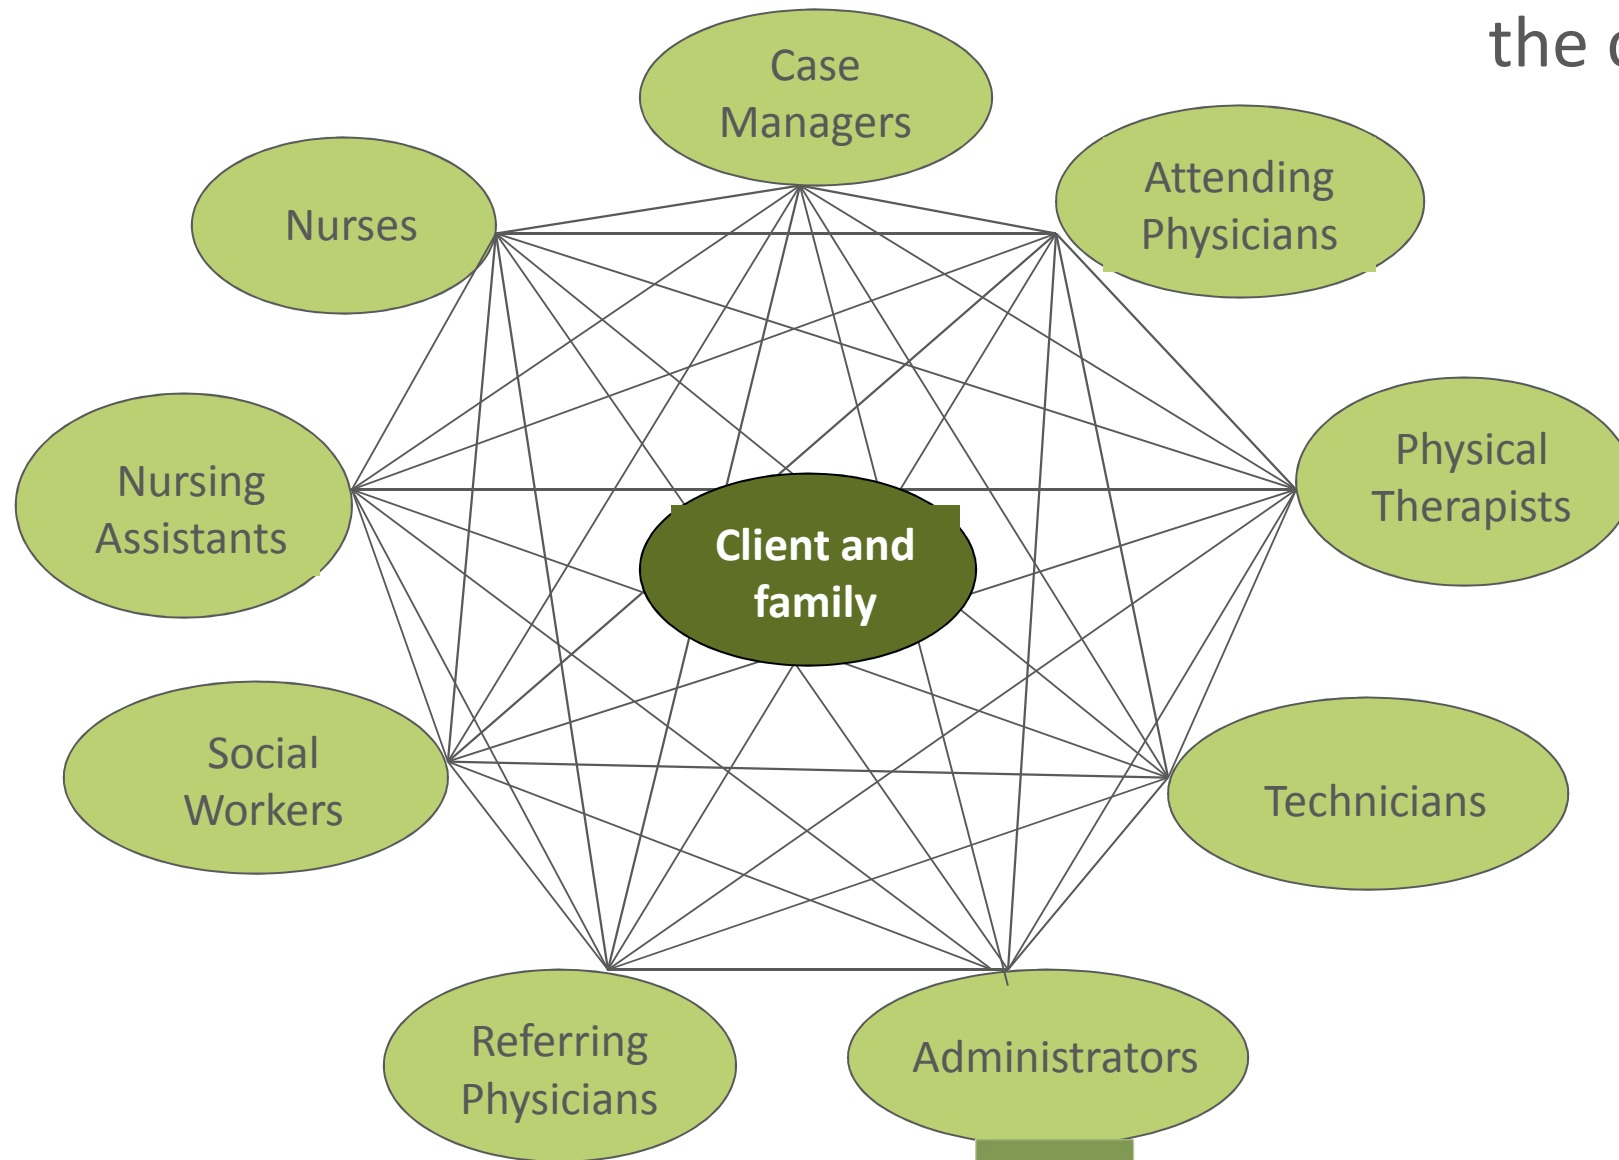 the
Case
Managers
Attending
Physicians
Nurses
Physical
Therapists
Nursing
Assistants
Client and
family
Social
Workers
Technicians
Referring
Physicians
Administrators